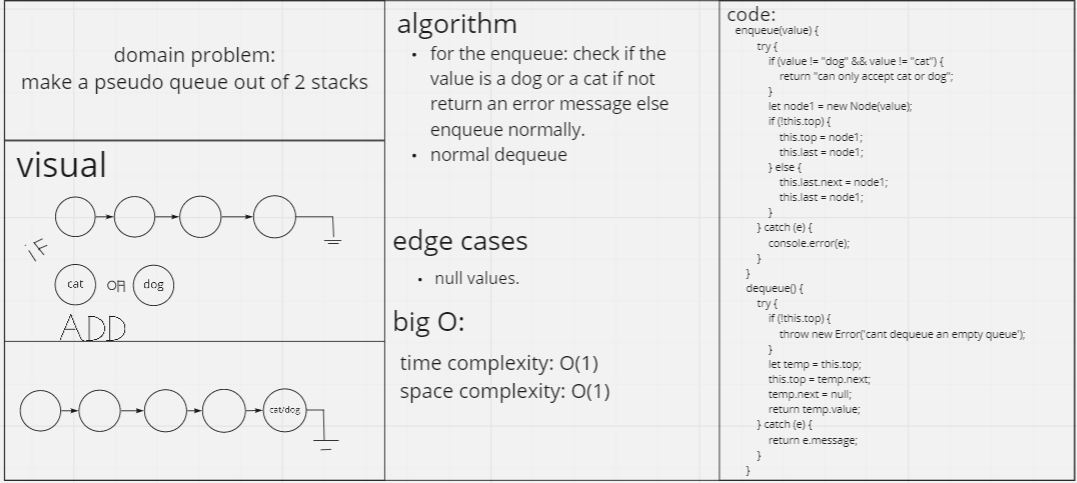 domain problem:
make a pseudo queue out of 2 stacks
visual
iF
cat OR dog
ADD
cat/dog
algorithm
• for the enqueue: check if the
value is a dog or a cat if not
return an error message else
enqueue normally.
• normal dequeue
edge cases
• null values.
big O:
time complexity: O(1)
space complexity: O(1)
code:
enqueue(value) {
try {
if (value != "dog" && value != "cat") {
return "can only accept cat or dog";
}
let node1 = new Node(value);
if (!this.top) {
this.top = node1;
this.last = node1;
} else {
this.last.next = node1;
this.last = node1;
}
} catch (e) {
console.error(e);
}
}
dequeue() {
try {
if (!this.top) {
throw new Error('cant dequeue an empty queue');
}
let temp = this.top;
this.top = temp.next;
temp.next = null;
return temp.value;
} catch (e) {
return e.message;
}
}